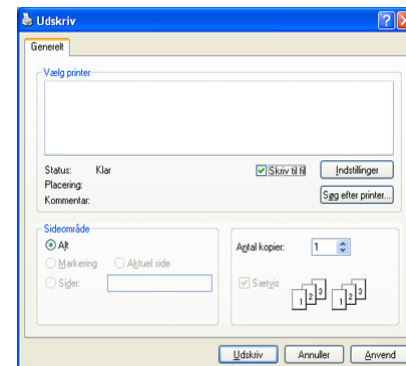 Udskriv
Generelt
Vælg printer
Status: Klar
Skriv til fil
Indstillinger
Placering:
Kommentar:
Søg efter printer...
Sideområde
Alt
Markering
Aktuel side
Sider:
Antal kopier: 1
Sætvis
1 2 3 1 2 3
Udskriv Annuller Anvend